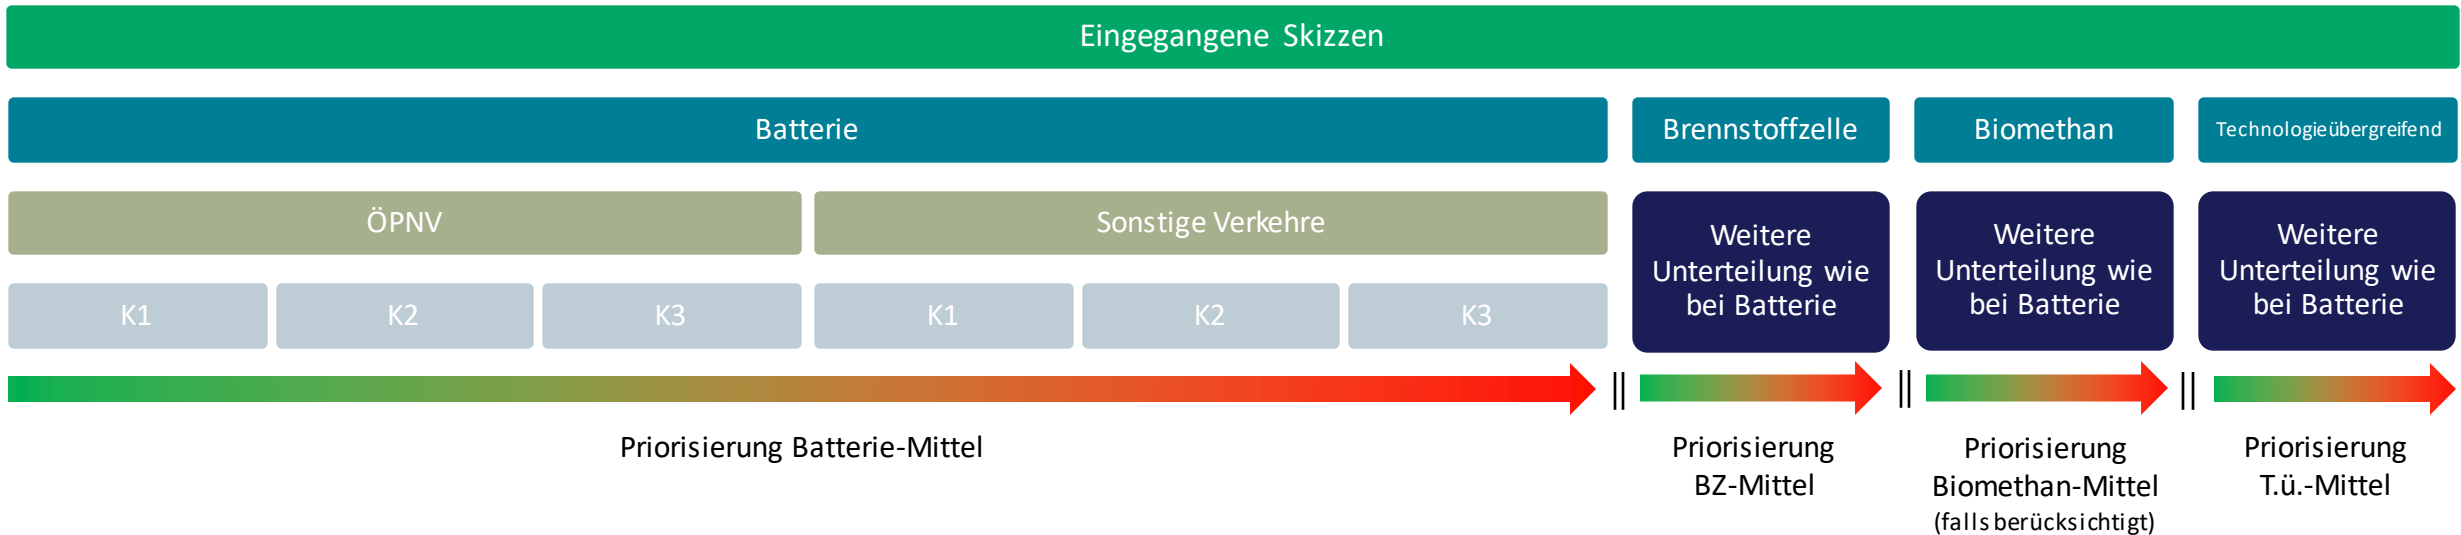 Eingegangene Skizzen
Batterie
Brennstoffzelle
Biomethan
Technologieübergreifend
ÖPNV
Sonstige Verkehre
K1
K2
K3
K1
K2
K3
Weitere
Unterteilung wie
bei Batterie
Weitere
Unterteilung wie
bei Batterie
Weitere
Unterteilung wie
bei Batterie
Priorisierung Batterie-Mittel
Priorisierung
BZ-Mittel
Priorisierung
Biomethan-Mittel
(falls berücksichtigt)
Priorisierung
T.ü.-Mittel